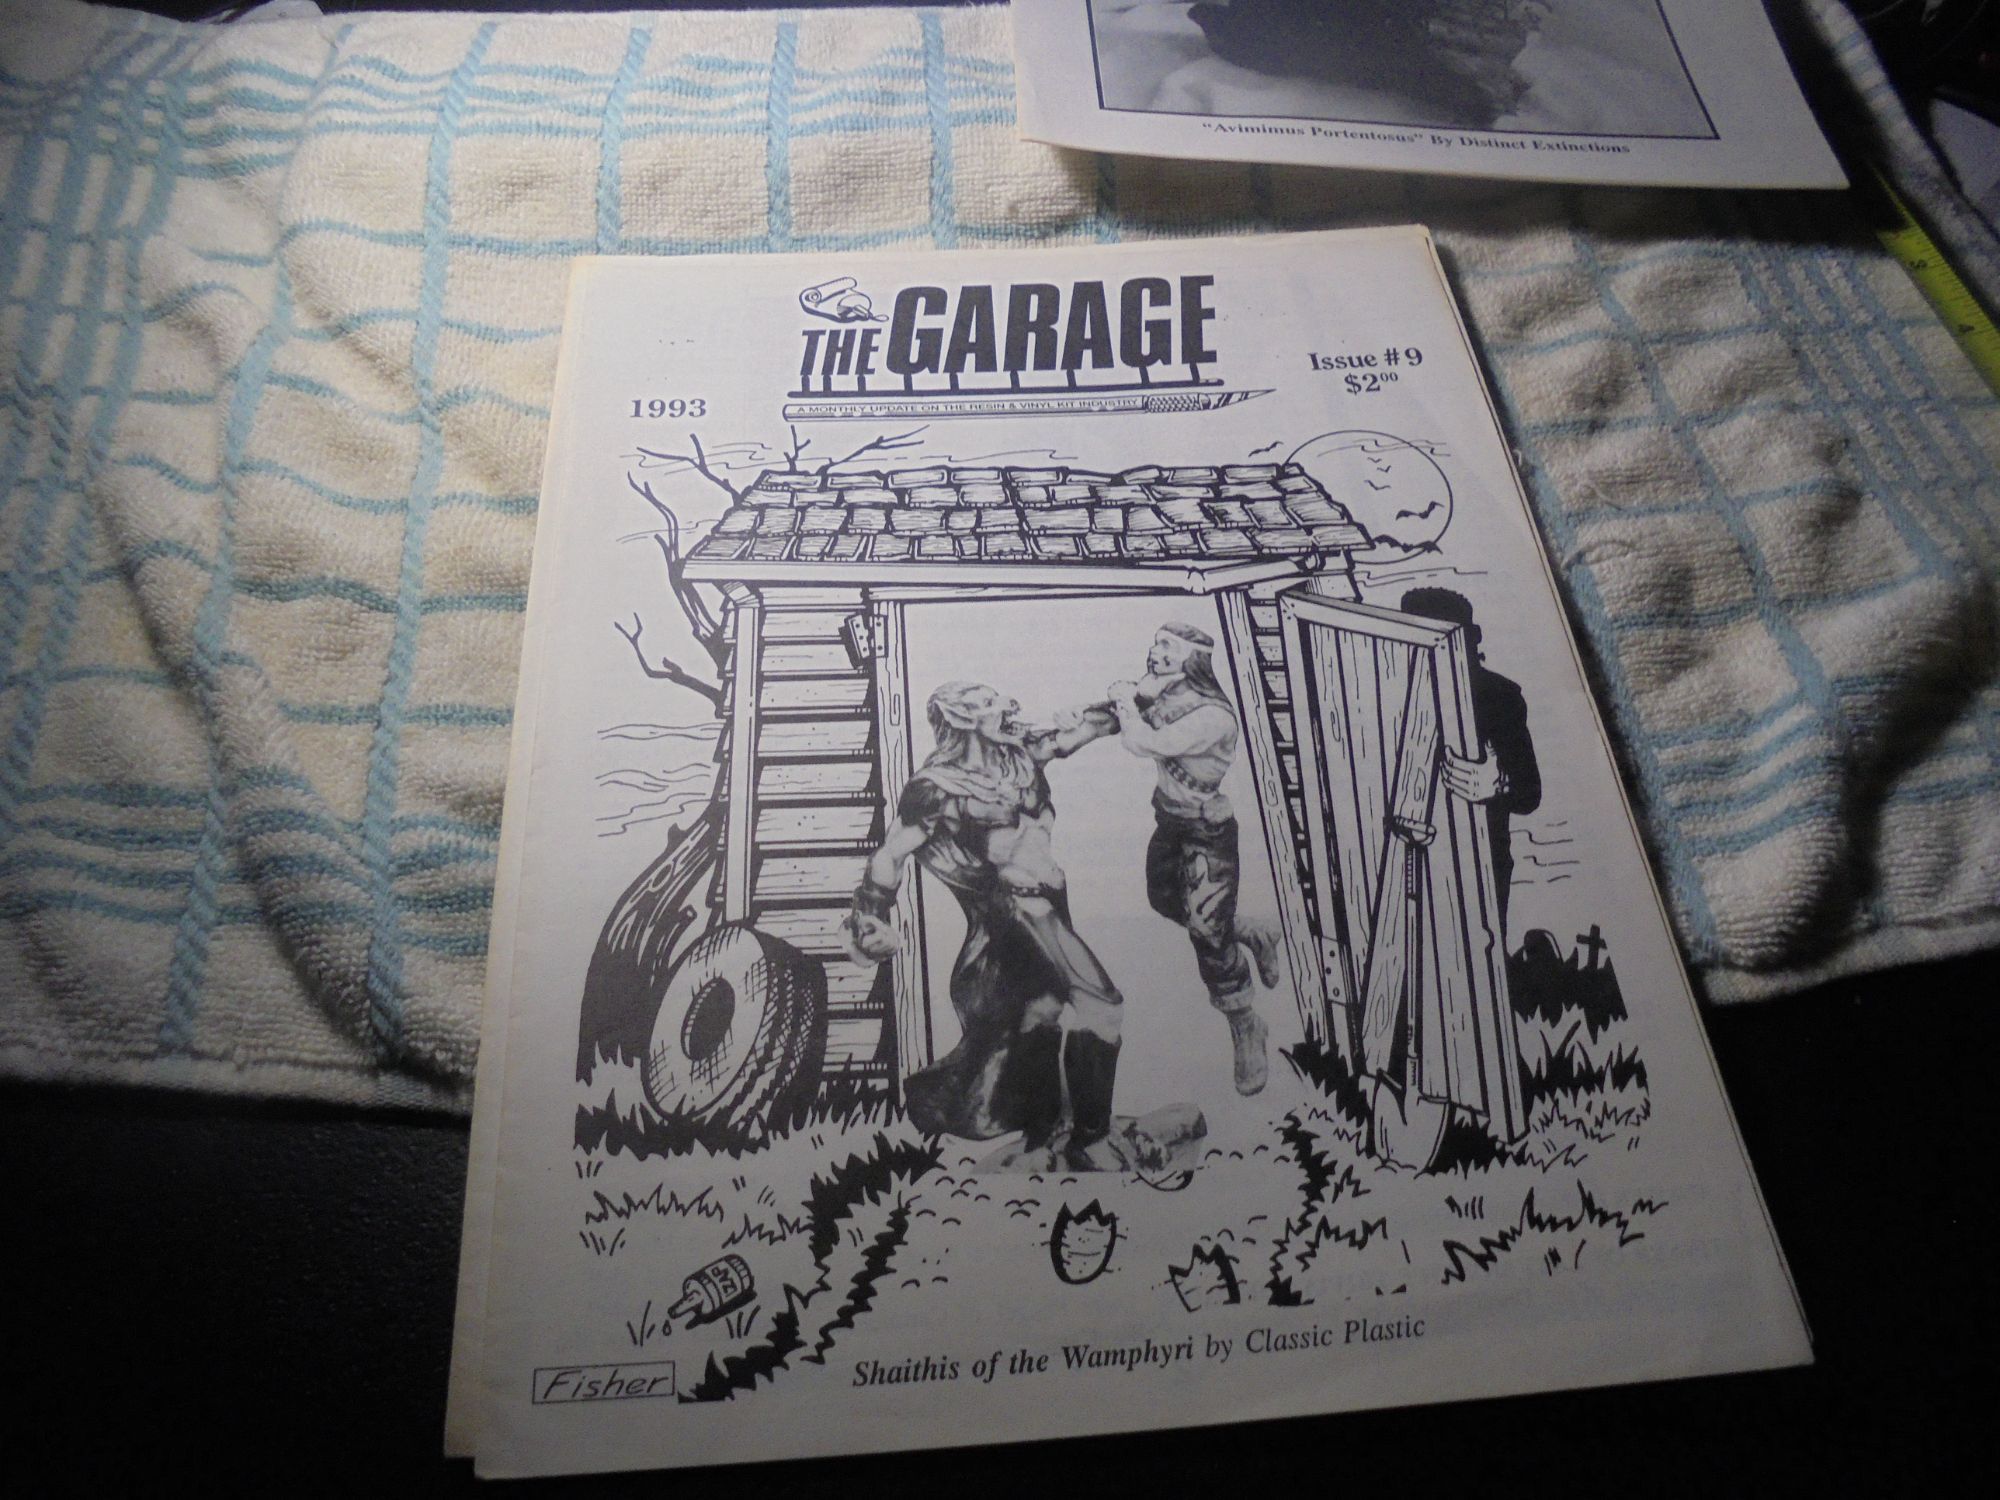 "Avimimus Portentosus" By Distinct Extinctions
THE GARAGE
A MONTHLY UPDATE ON THE RESIN & VINYL KIT INDUSTRY
1993
Issue #9
$2.00
ZAP
Shaithis of the Wamphyri by Classic Plastic
Fisher